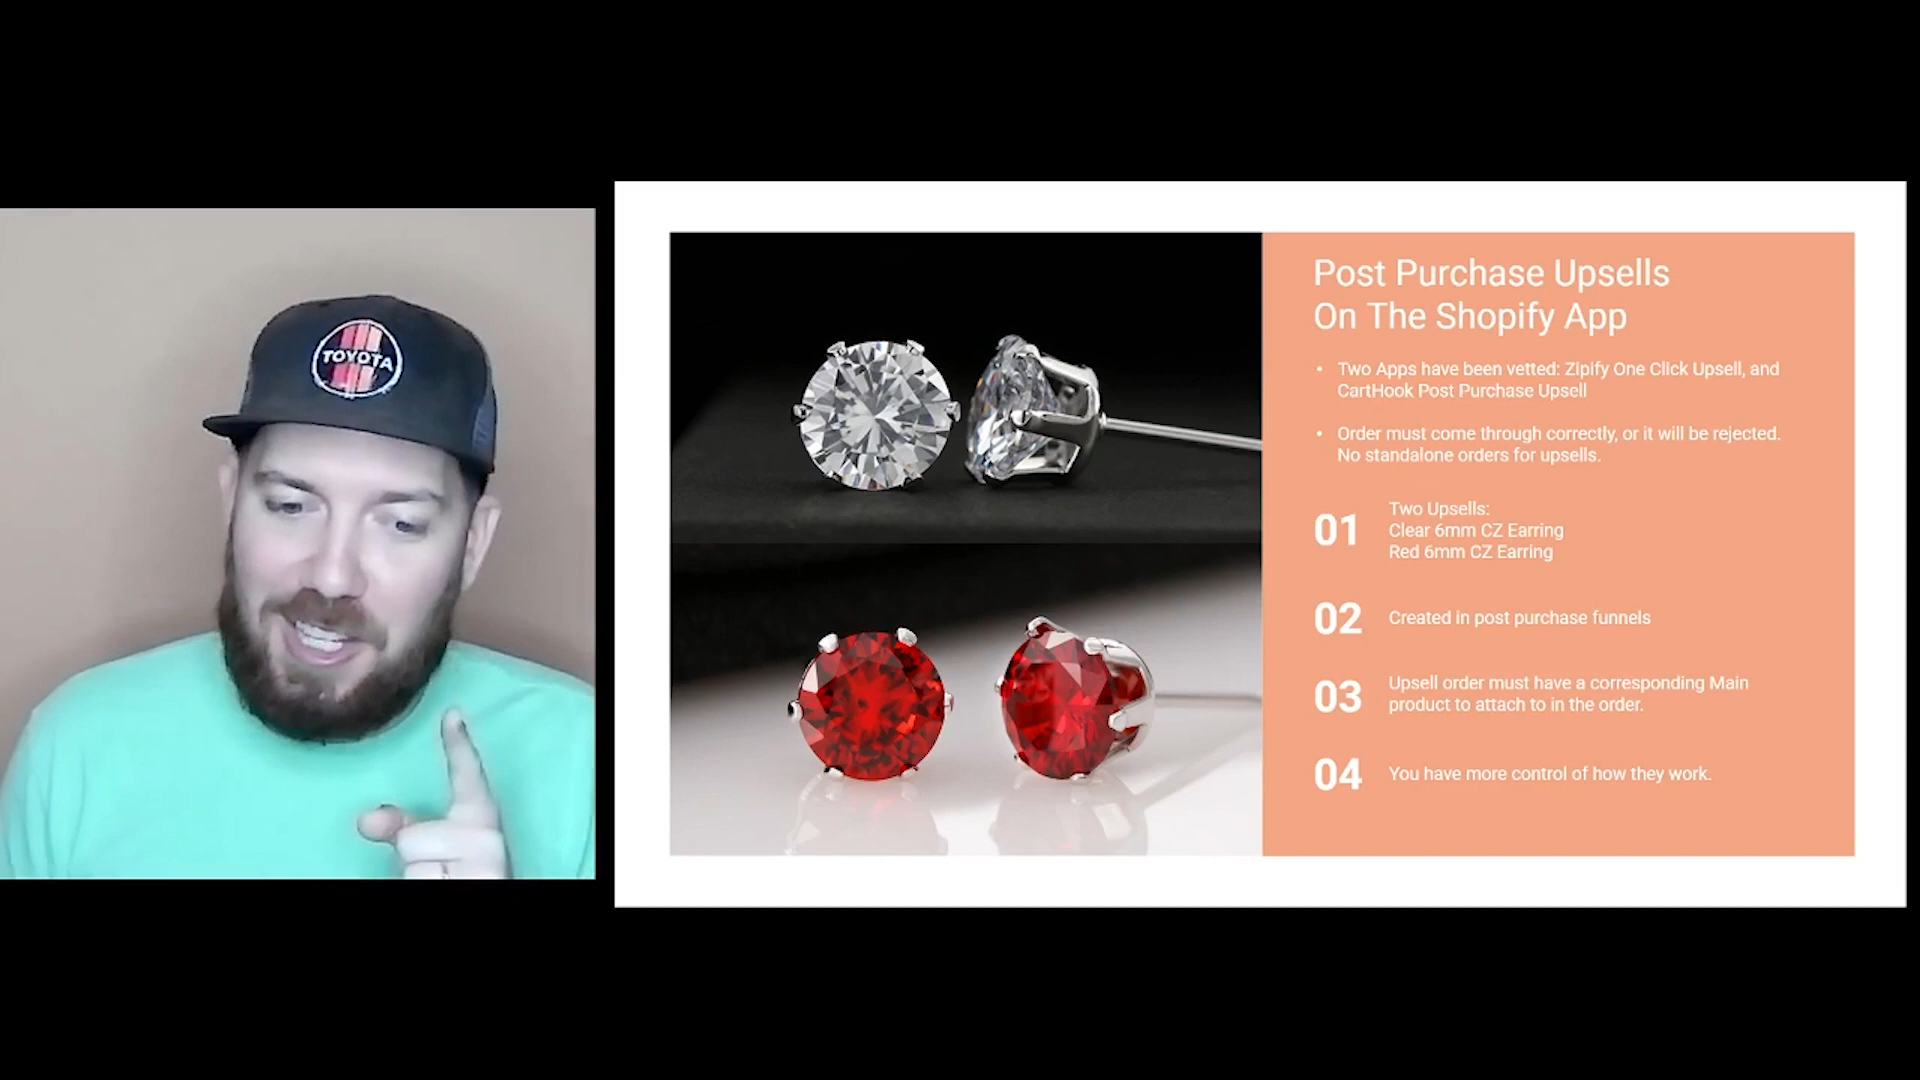 TOYOTA
Post Purchase Upsells
On The Shopify App
• Two Apps have been vetted: Zipify One Click Upsell, and
CartHook Post Purchase Upsell
• Order must come through correctly, or it will be rejected.
No standalone orders for upsells.
01
Two Upsells:
Clear 6mm CZ Earring
Red 6mm CZ Earring
02
Created in post purchase funnels
03
Upsell order must have a corresponding Main
product to attach to in the order.
04
You have more control of how they work.